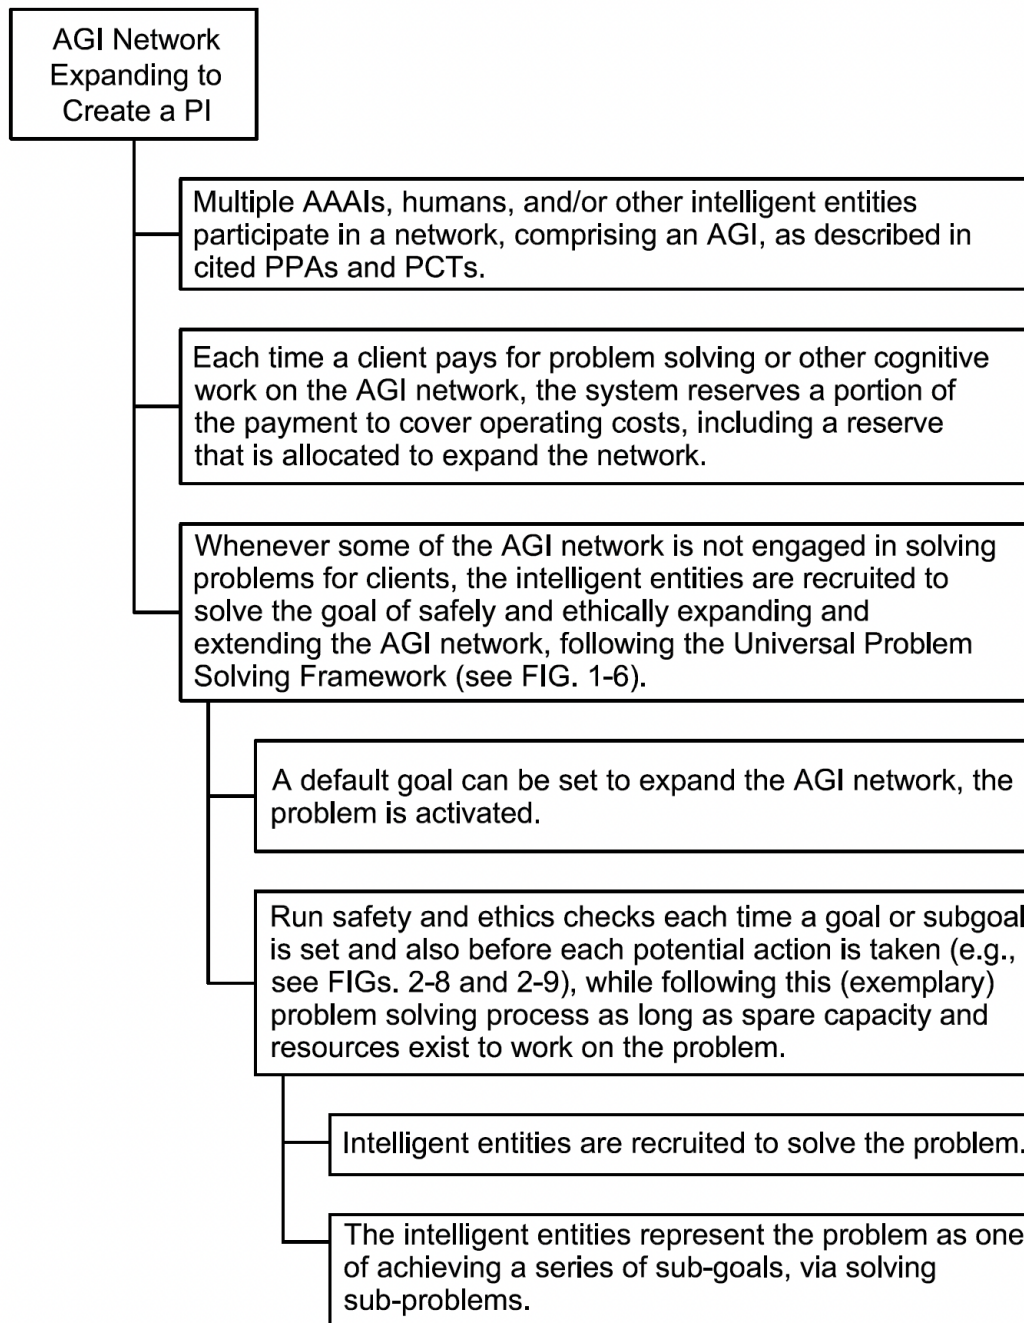 AGI Network
Expanding to
Create a PI
Multiple AAAIs, humans, and/or other intelligent entities
participate in a network, comprising an AGI, as described in
cited PPAs and PCTs.
Each time a client pays for problem solving or other cognitive
work on the AGI network, the system reserves a portion of
the payment to cover operating costs, including a reserve
that is allocated to expand the network.
Whenever some of the AGI network is not engaged in solving
problems for clients, the intelligent entities are recruited to
solve the goal of safely and ethically expanding and
extending the AGI network, following the Universal Problem
Solving Framework (see FIG. 1-6).
A default goal can be set to expand the AGI network, the
problem is activated.
Run safety and ethics checks each time a goal or subgoal
is set and also before each potential action is taken (e.g.,
see FIGs. 2-8 and 2-9), while following this (exemplary)
problem solving process as long as spare capacity and
resources exist to work on the problem.
Intelligent entities are recruited to solve the problem.
The intelligent entities represent the problem as one
of achieving a series of sub-goals, via solving
sub-problems.